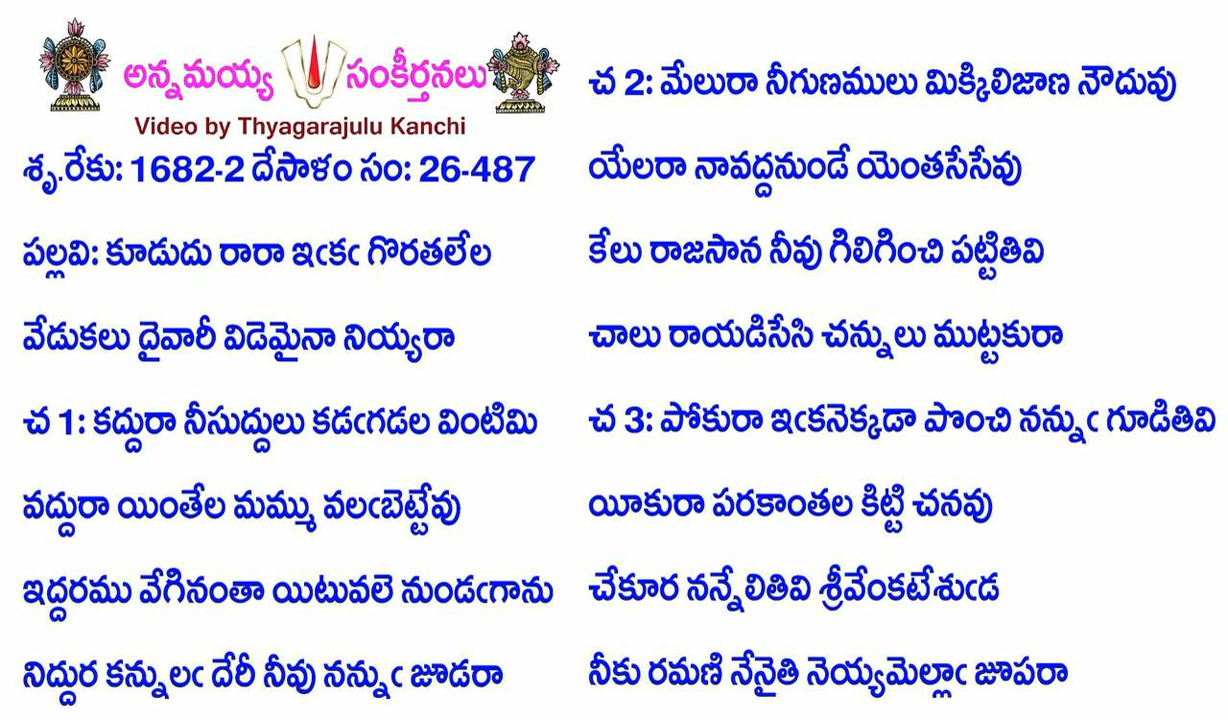 అన్నమయ్య సంకీర్తనలు
Video by Thyagarajulu Kanchi
శృ.రేకు: 1682-2 దేసాళం సం: 26-487
పల్లవి: కూడుదు రారా ఇఁకఁ గొరతలేల
వేడుకలు దైవారీ విడెమైనా నియ్యరా
చ 1: కద్దురా నీసుద్దులు కడఁగడల వింటిమి
వద్దురా యింతేల మమ్ము వలఁబెట్టేవు
ఇద్దరము వేగినంతా యిటువలె నుండఁగాను
నిద్దుర కన్నులఁ దేరీ నీవు నన్నుఁ జూడరా
చ 2: మేలురా నీగుణములు మిక్కిలిజాణ నౌదువు
యేలరా నావద్దనుండే యెంతసేసేవు
కేలు రాజసాన నీవు గిలిగించి పట్టితివి
చాలు రాయడిసేసి చన్నులు ముట్టకురా
చ 3: పోకురా ఇఁకనెక్కడా పొంచి నన్నుఁ గూడితివి
యీకురా పరకాంతల కిట్టి చనవు
చేకూర నన్నేలితివి శ్రీవేంకటేశుఁడ
నీకు రమణి నేనైతి నెయ్యమెల్లాఁ జూపరా